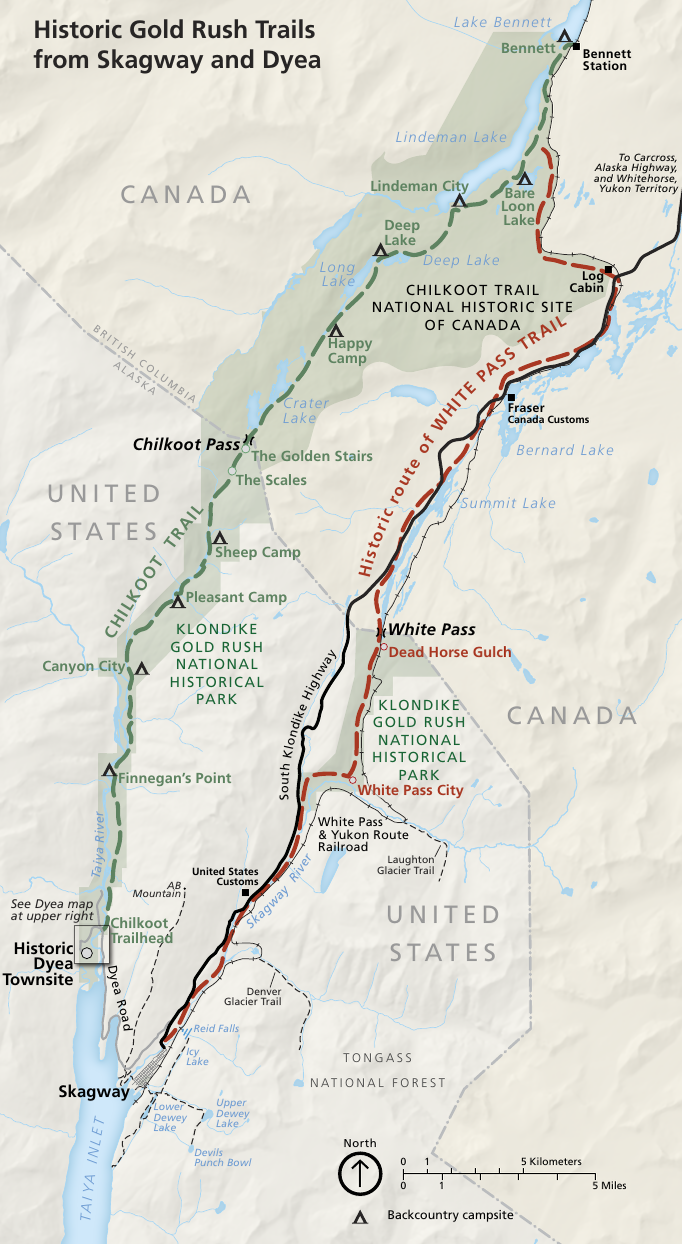 Historic Gold Rush Trails
from Skagway and Dyea
Lake Bennett
Bennett
Bennett
Station
Lindeman Lake
To Carcross,
Alaska Highway,
and Whitehorse,
Yukon Territory
CANADA
Lindeman City
Bare
Loon
Lake
Deep
Lake
Deep Lake
Long
Lake
Log
Cabin
CHILKOOT TRAIL
NATIONAL HISTORIC SITE
OF CANADA
BRITISH COLUMBIA
ALASKA
Happy
Camp
Historic route of WHITE PASS TRAIL
Crater
Lake
Fraser
Canada Customs
Chilkoot Pass
The Golden Stairs
Bernard Lake
The Scales
UNITED
STATES
Summit Lake
CHILKOOT TRAIL
Sheep Camp
Pleasant Camp
KLONDIKE
GOLD RUSH
NATIONAL
HISTORICAL
PARK
White Pass
Dead Horse Gulch
Canyon City
South Klondike Highway
KLONDIKE
GOLD RUSH
NATIONAL
HISTORICAL
PARK
CANADA
Finnegan's Point
White Pass City
Taiya River
White Pass
& Yukon Route
Railroad
Laughton
Glacier Trail
United States
Customs
Skagway River
AB
Mountain
See Dyea map
at upper right
Chilkoot
Trailhead
UNITED
STATES
Historic
Dyea
Townsite
Dyea Road
Denver
Glacier Trail
Reid Falls
Icy
Lake
TONGASS
NATIONAL FOREST
Skagway
Lower
Dewey
Lake
Upper
Dewey
Lake
Devils
Punch Bowl
TAIYA INLET
North
0 1 5 Kilometers
0 1 5 Miles
Backcountry campsite